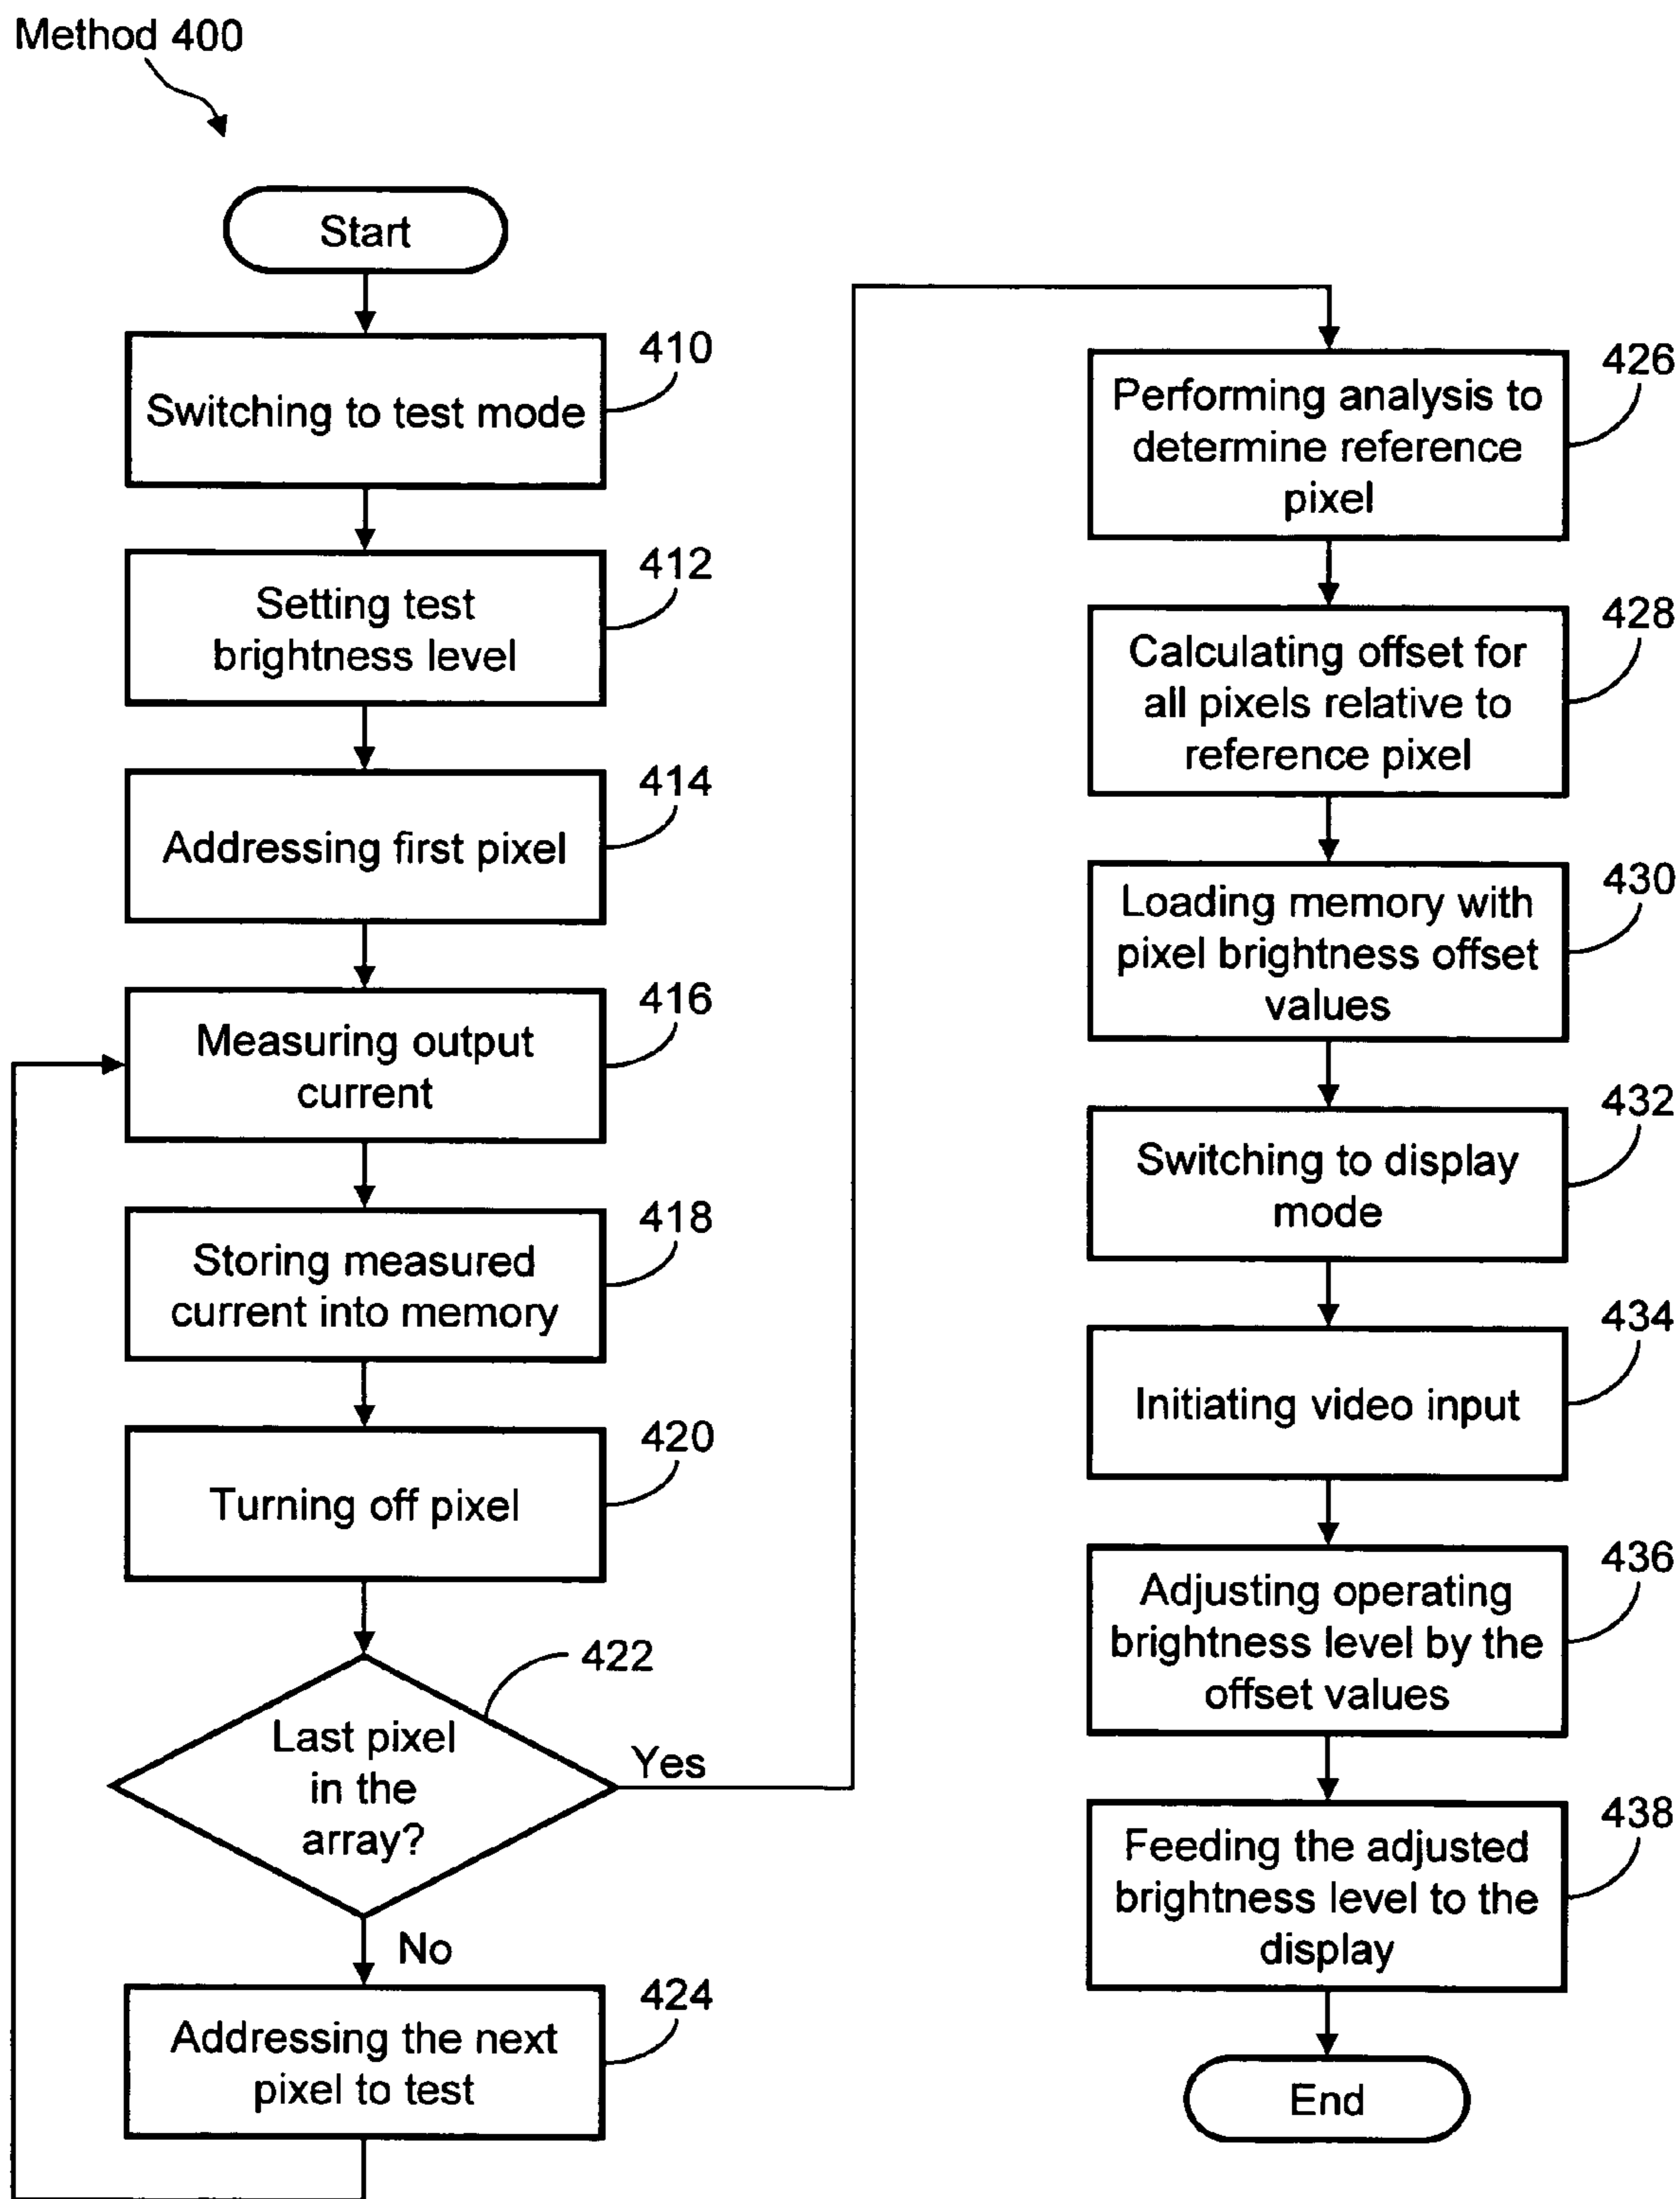 Method 400
Start
410
Switching to test mode
412
Setting test
brightness level
414
Addressing first pixel
416
Measuring output
current
418
Storing measured
current into memory
420
Turning off pixel
422
Last pixel
in the
array?
Yes
No
424
Addressing the next
pixel to test
426
Performing analysis to
determine reference
pixel
428
Calculating offset for
all pixels relative to
reference pixel
430
Loading memory with
pixel brightness offset
values
432
Switching to display
mode
434
Initiating video input
436
Adjusting operating
brightness level by the
offset values
438
Feeding the adjusted
brightness level to the
display
End